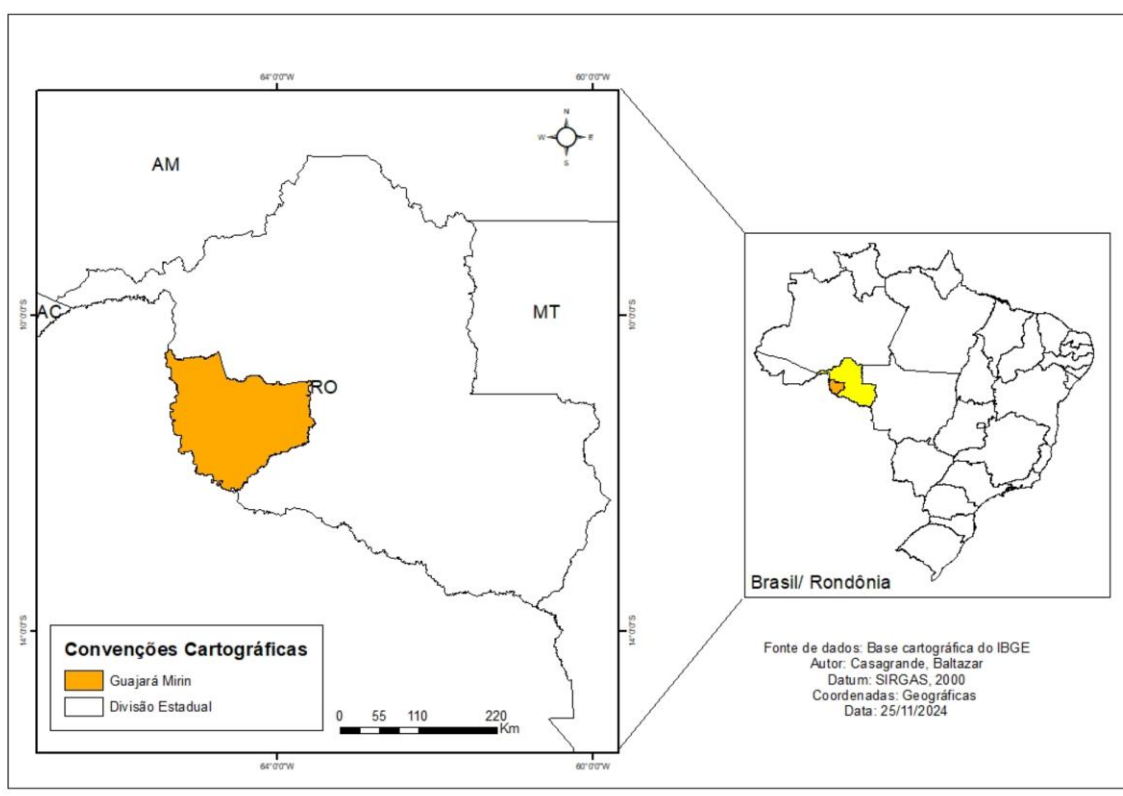 64°0'0"W
60°0'0"W
N
W
E
S
AM
AC
MT
RO
10°0'0"S
10°0'0"S
14°0'0"S
14°0'0"S
Convenções Cartográficas
Guajará Mirin
Divisão Estadual
0 55 110 220
Km
64°0'0"W
60°0'0"W
Brasil/ Rondônia
Fonte de dados: Base cartográfica do IBGE
Autor: Casagrande, Baltazar
Datum: SIRGAS, 2000
Coordenadas: Geográficas
Data: 25/11/2024